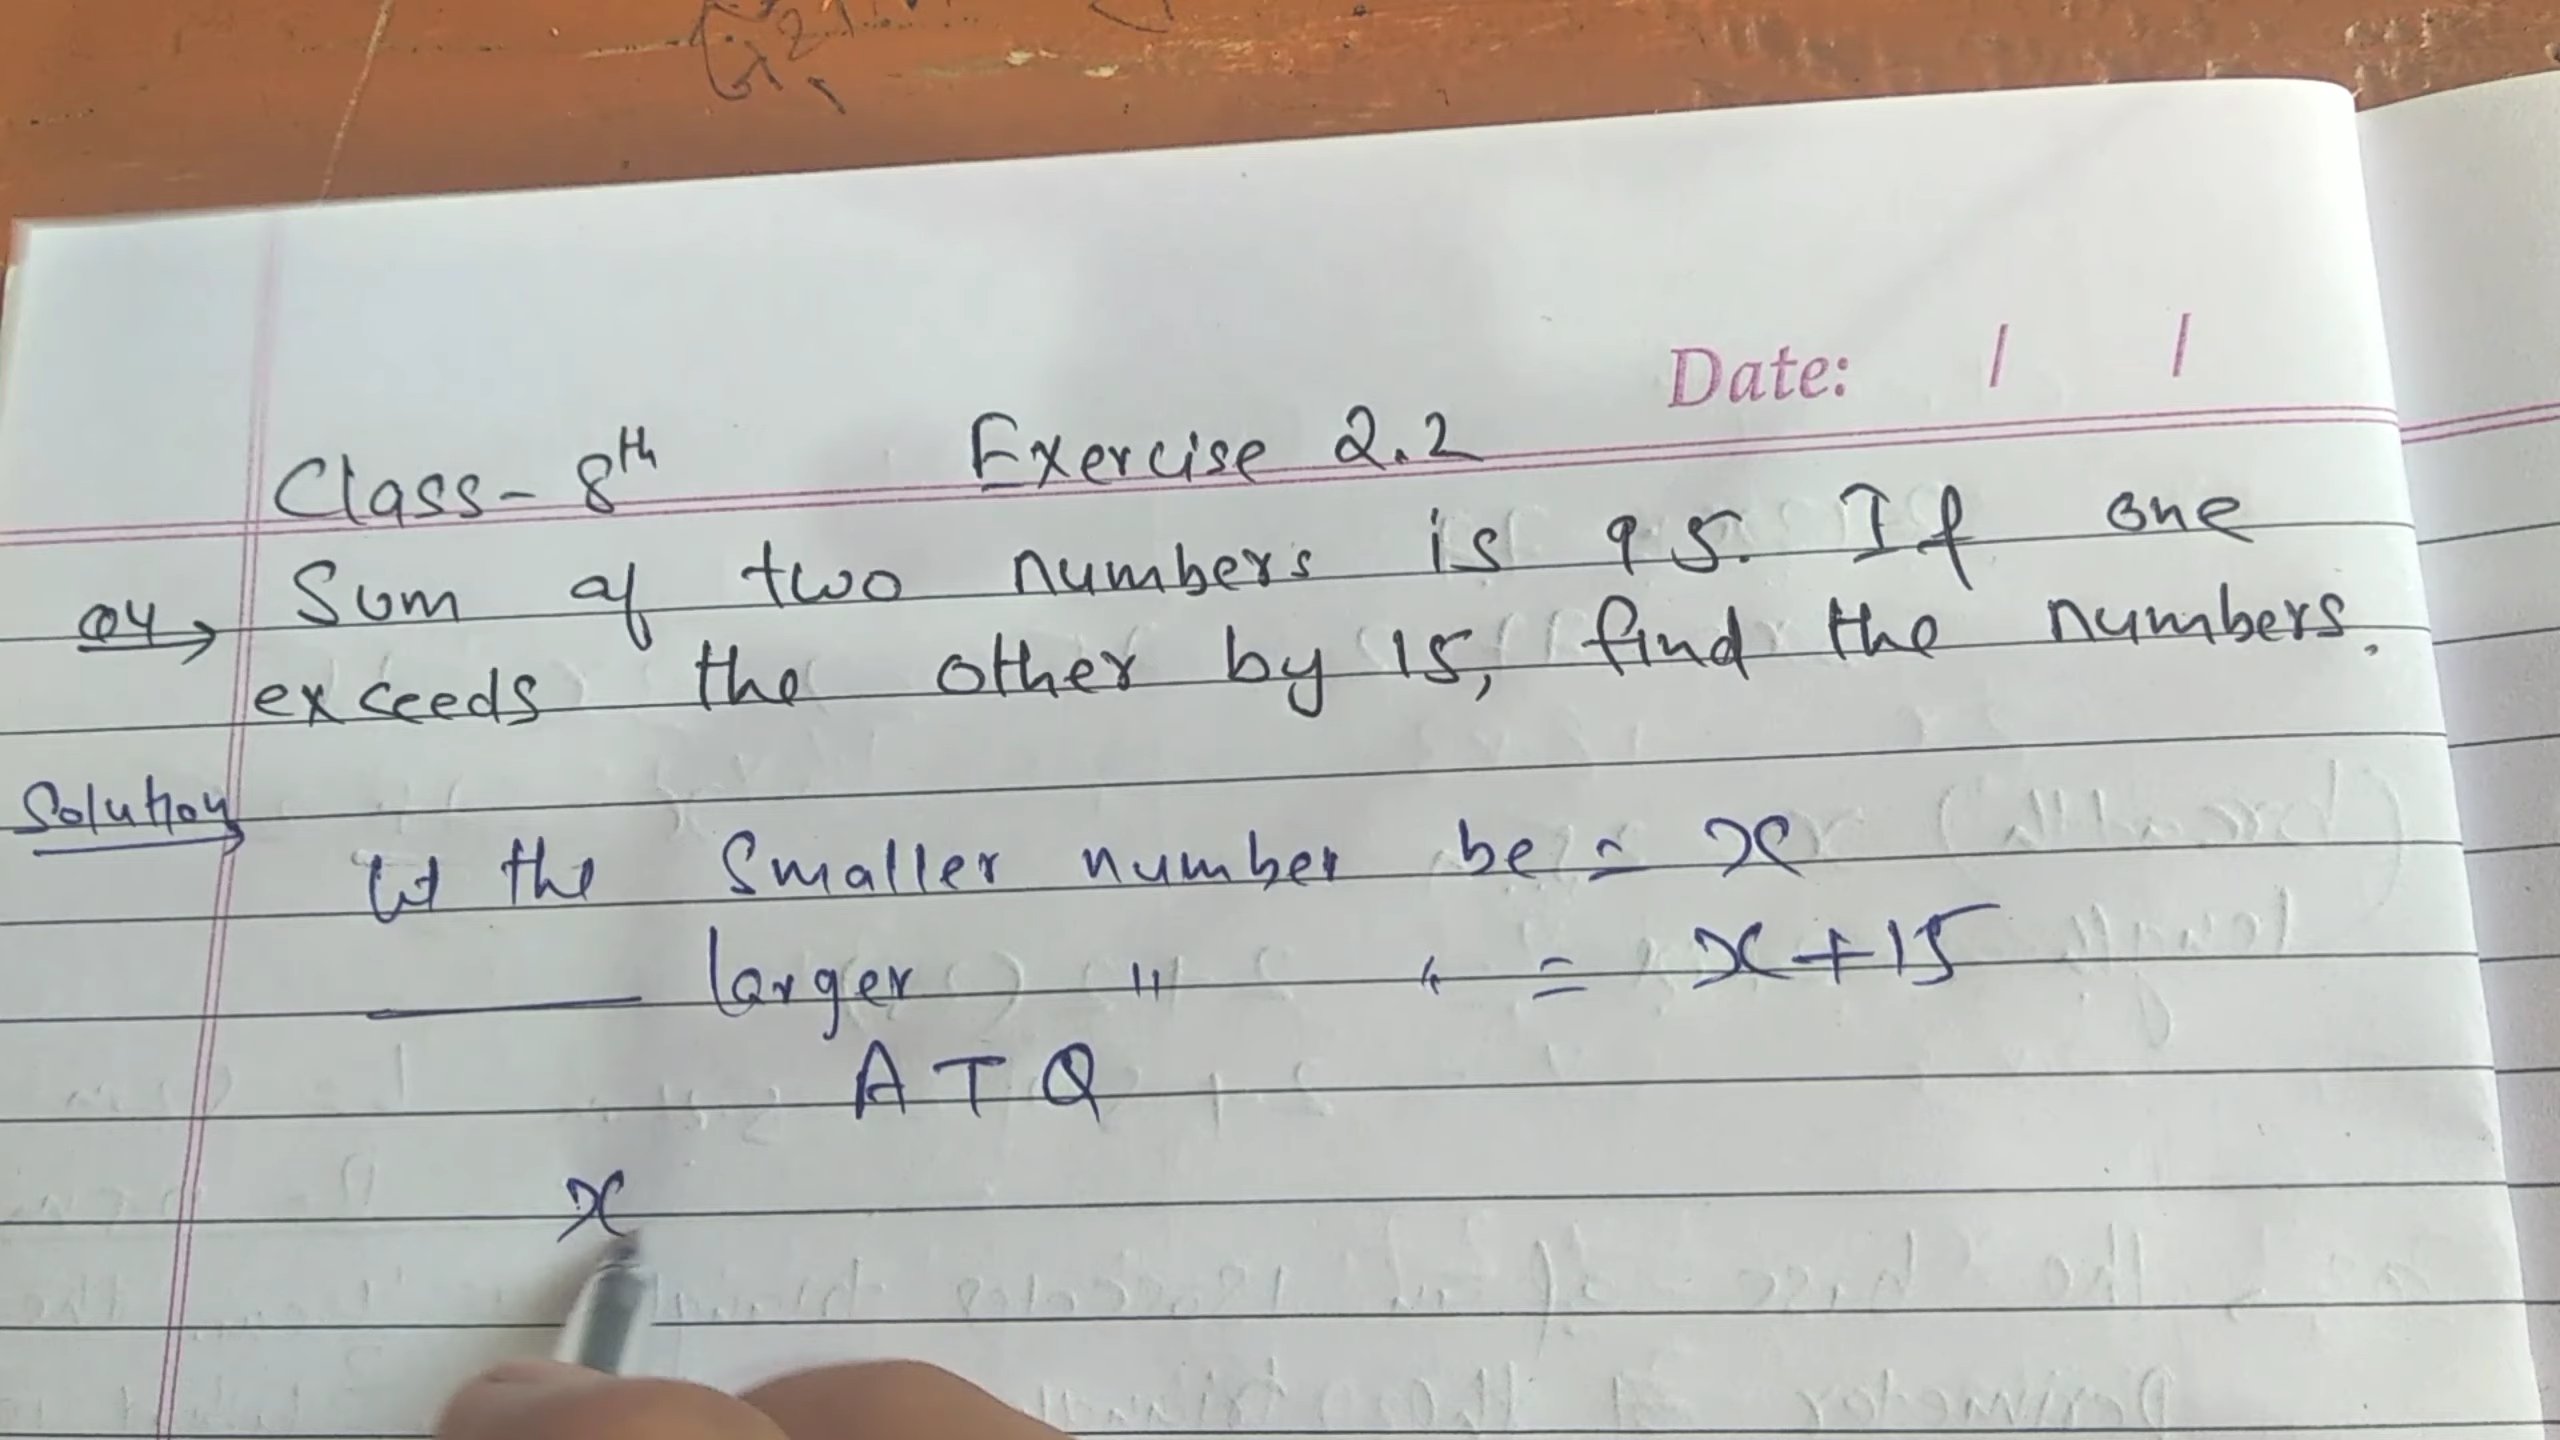 Date: / /
Class - 8th Exercise 2.2
Q4→ Sum of two numbers is 95. If one
exceeds the other by 15, find the numbers.
Solution
let the Smaller number be = x
larger " " = x+15
ATQ
x